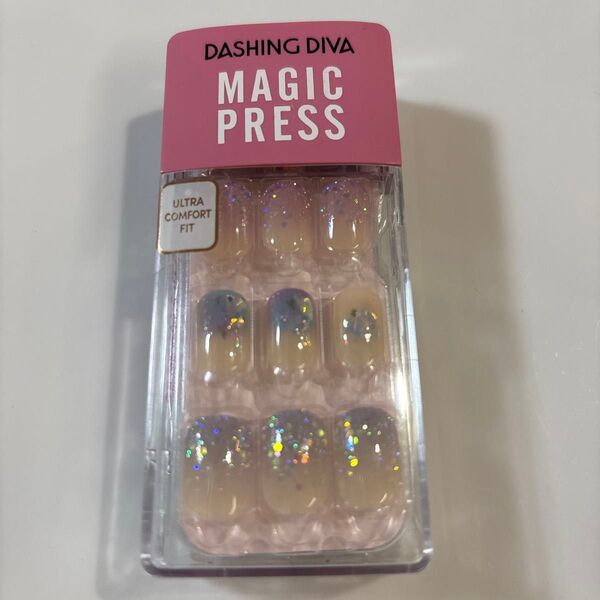 DASHING DIVA
MAGIC
PRESS
ULTRA
COMFORT
FIT